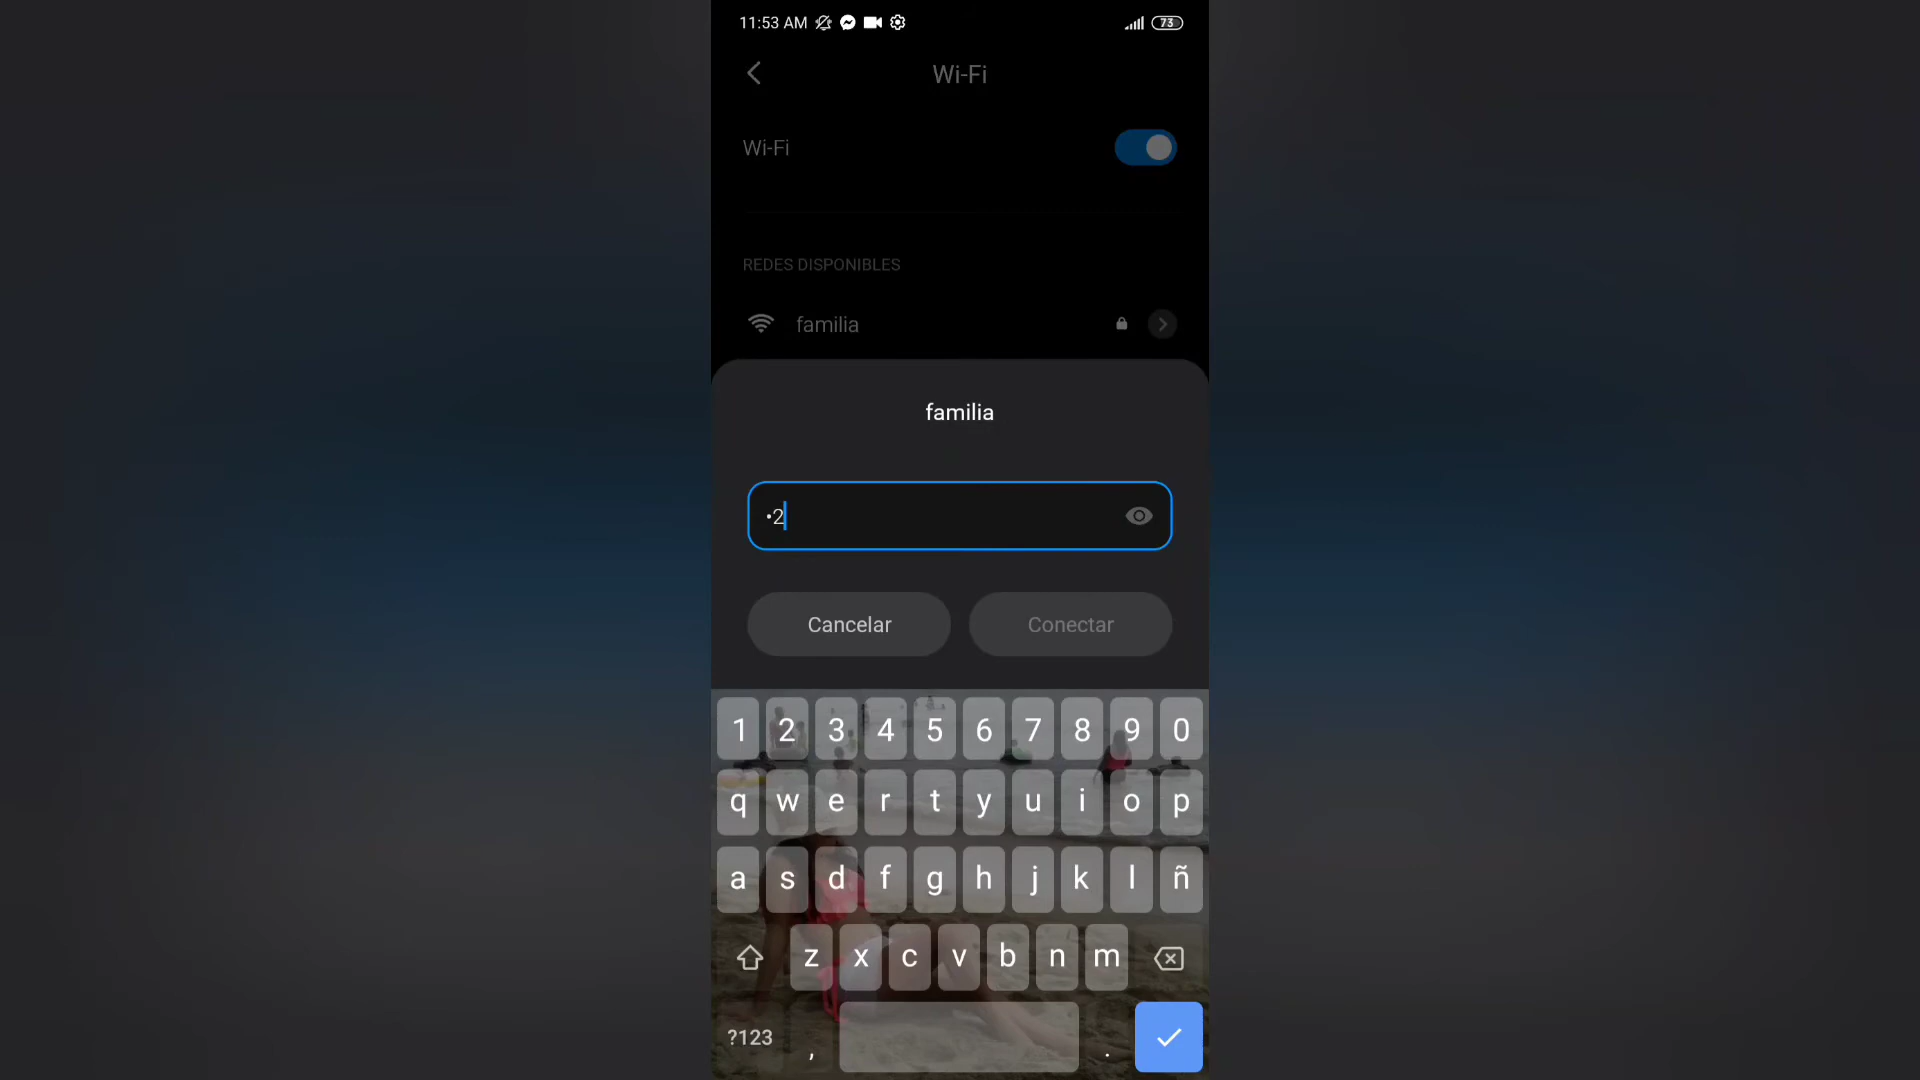 11:53 AM 73
Wi-Fi
Wi-Fi
REDES DISPONIBLES
familia
familia
•2
Cancelar Conectar
1 2 3 4 5 6 7 8 9 0
q w e r t y u i o p
a s d f g h j k l ñ
z x c v b n m
?123 , .